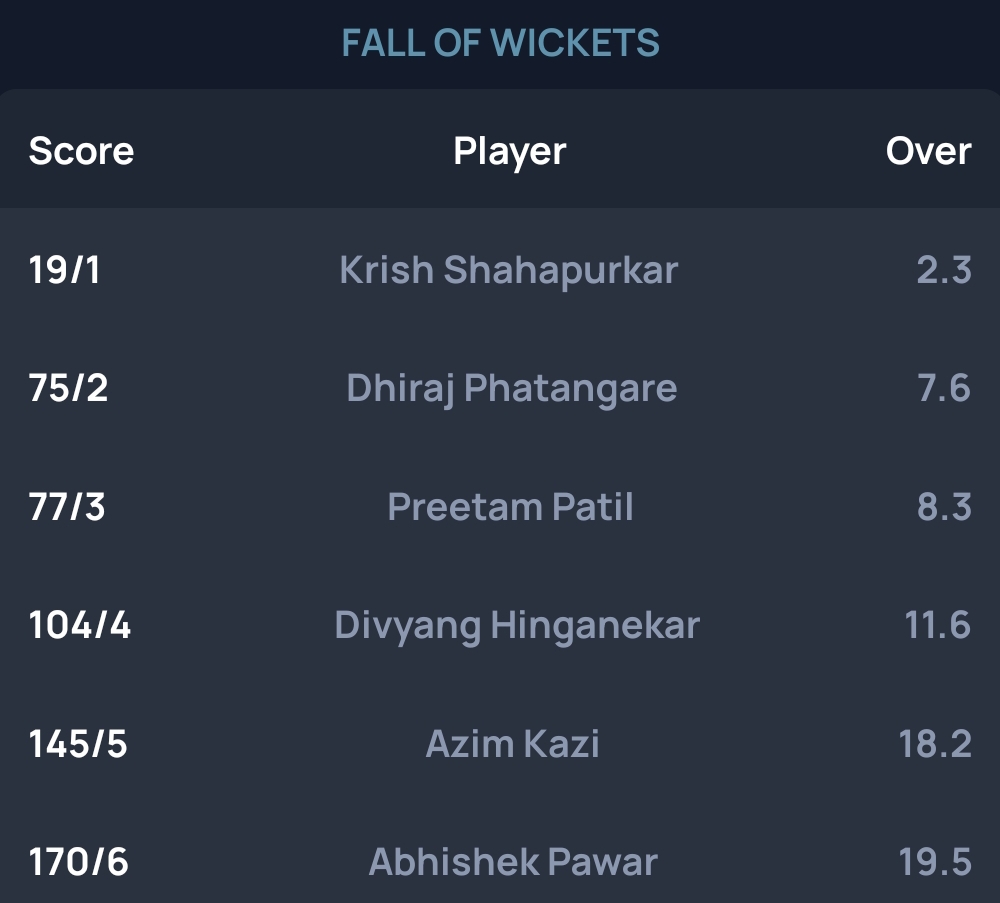 FALL OF WICKETS
Score Player Over
19/1 Krish Shahapurkar 2.3
75/2 Dhiraj Phatangare 7.6
77/3 Preetam Patil 8.3
104/4 Divyang Hinganekar 11.6
145/5 Azim Kazi 18.2
170/6 Abhishek Pawar 19.5